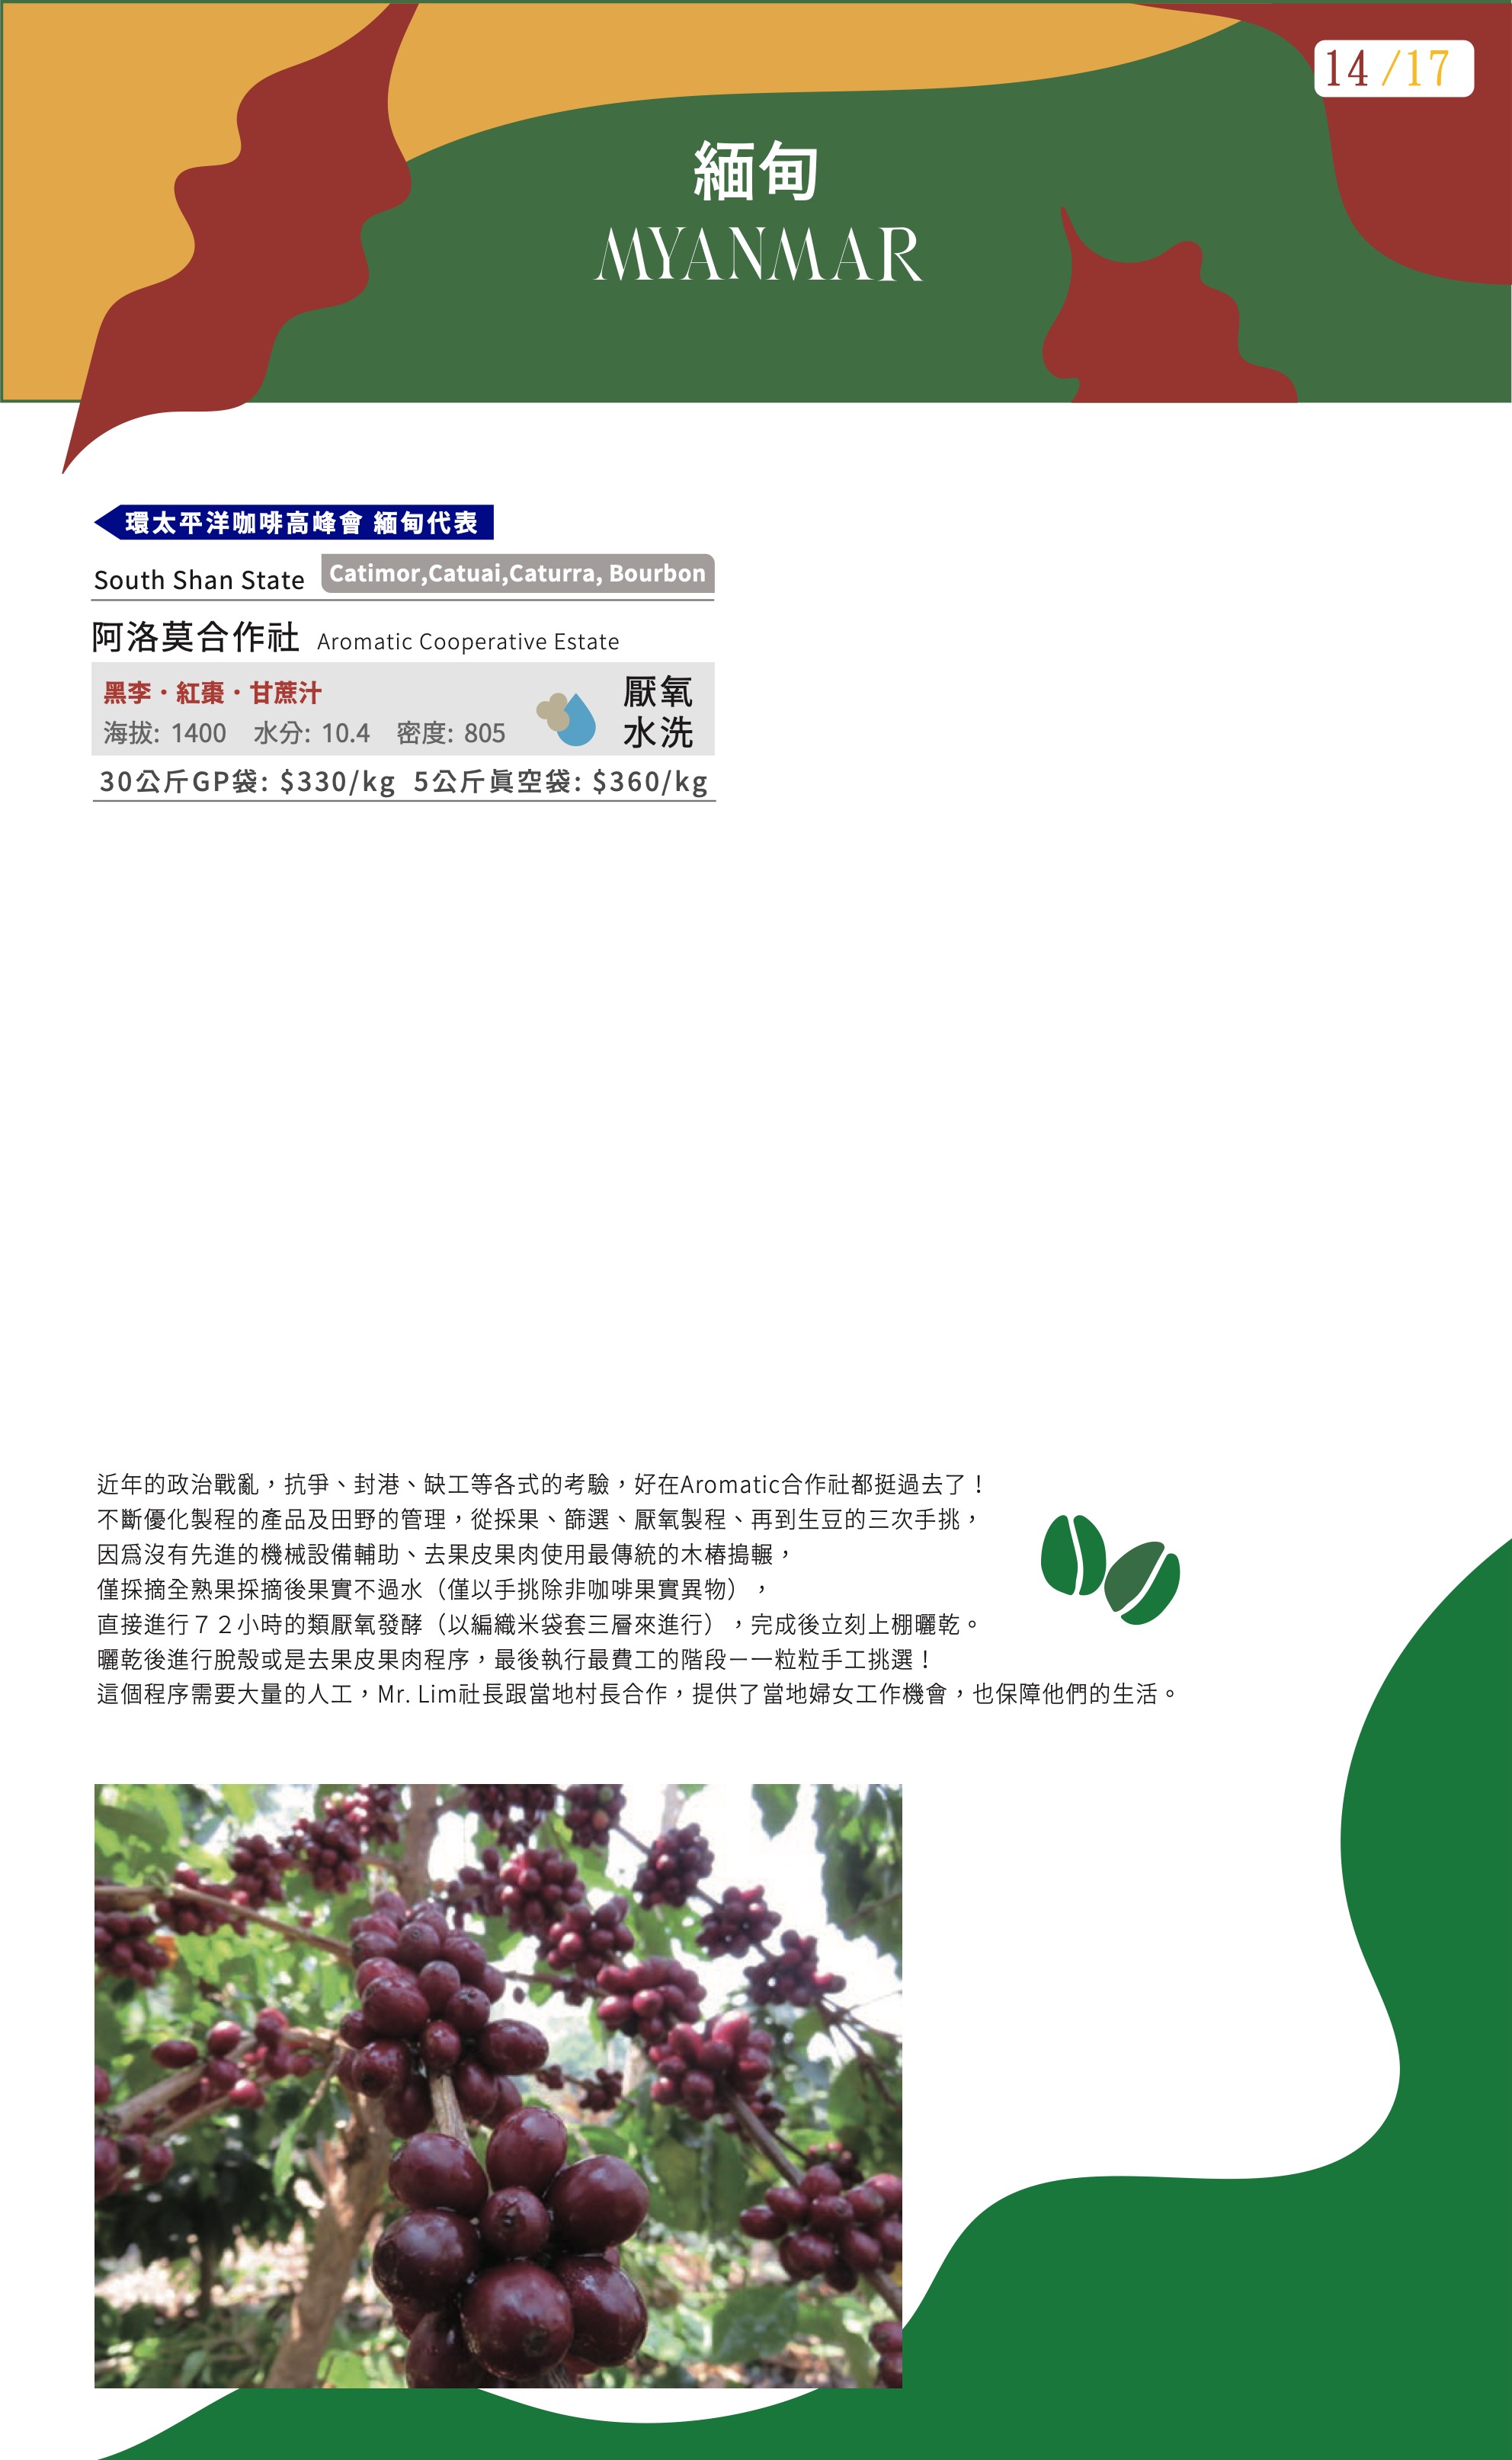 14 /17
緬甸
MYANMAR
環太平洋咖啡高峰會 緬甸代表
South Shan State Catimor,Catuai,Caturra, Bourbon
阿洛莫合作社 Aromatic Cooperative Estate
黑李・紅棗・甘蔗汁
厭氧
海拔: 1400 水分: 10.4 密度: 805
水洗
30公斤GP袋: $330/kg 5公斤眞空袋: $360/kg
近年的政治戰亂，抗爭、封港、缺工等各式的考驗，好在Aromatic合作社都挺過去了！
不斷優化製程的產品及田野的管理，從採果、篩選、厭氧製程、再到生豆的三次手挑，
因爲沒有先進的機械設備輔助、去果皮果肉使用最傳統的木樁搗輾，
僅採摘全熟果採摘後果實不過水（僅以手挑除非咖啡果實異物），
直接進行７２小時的類厭氧發酵（以編織米袋套三層來進行），完成後立刻上棚曬乾。
曬乾後進行脫殼或是去果皮果肉程序，最後執行最費工的階段－一粒粒手工挑選！
這個程序需要大量的人工，Mr. Lim社長跟當地村長合作，提供了當地婦女工作機會，也保障他們的生活。